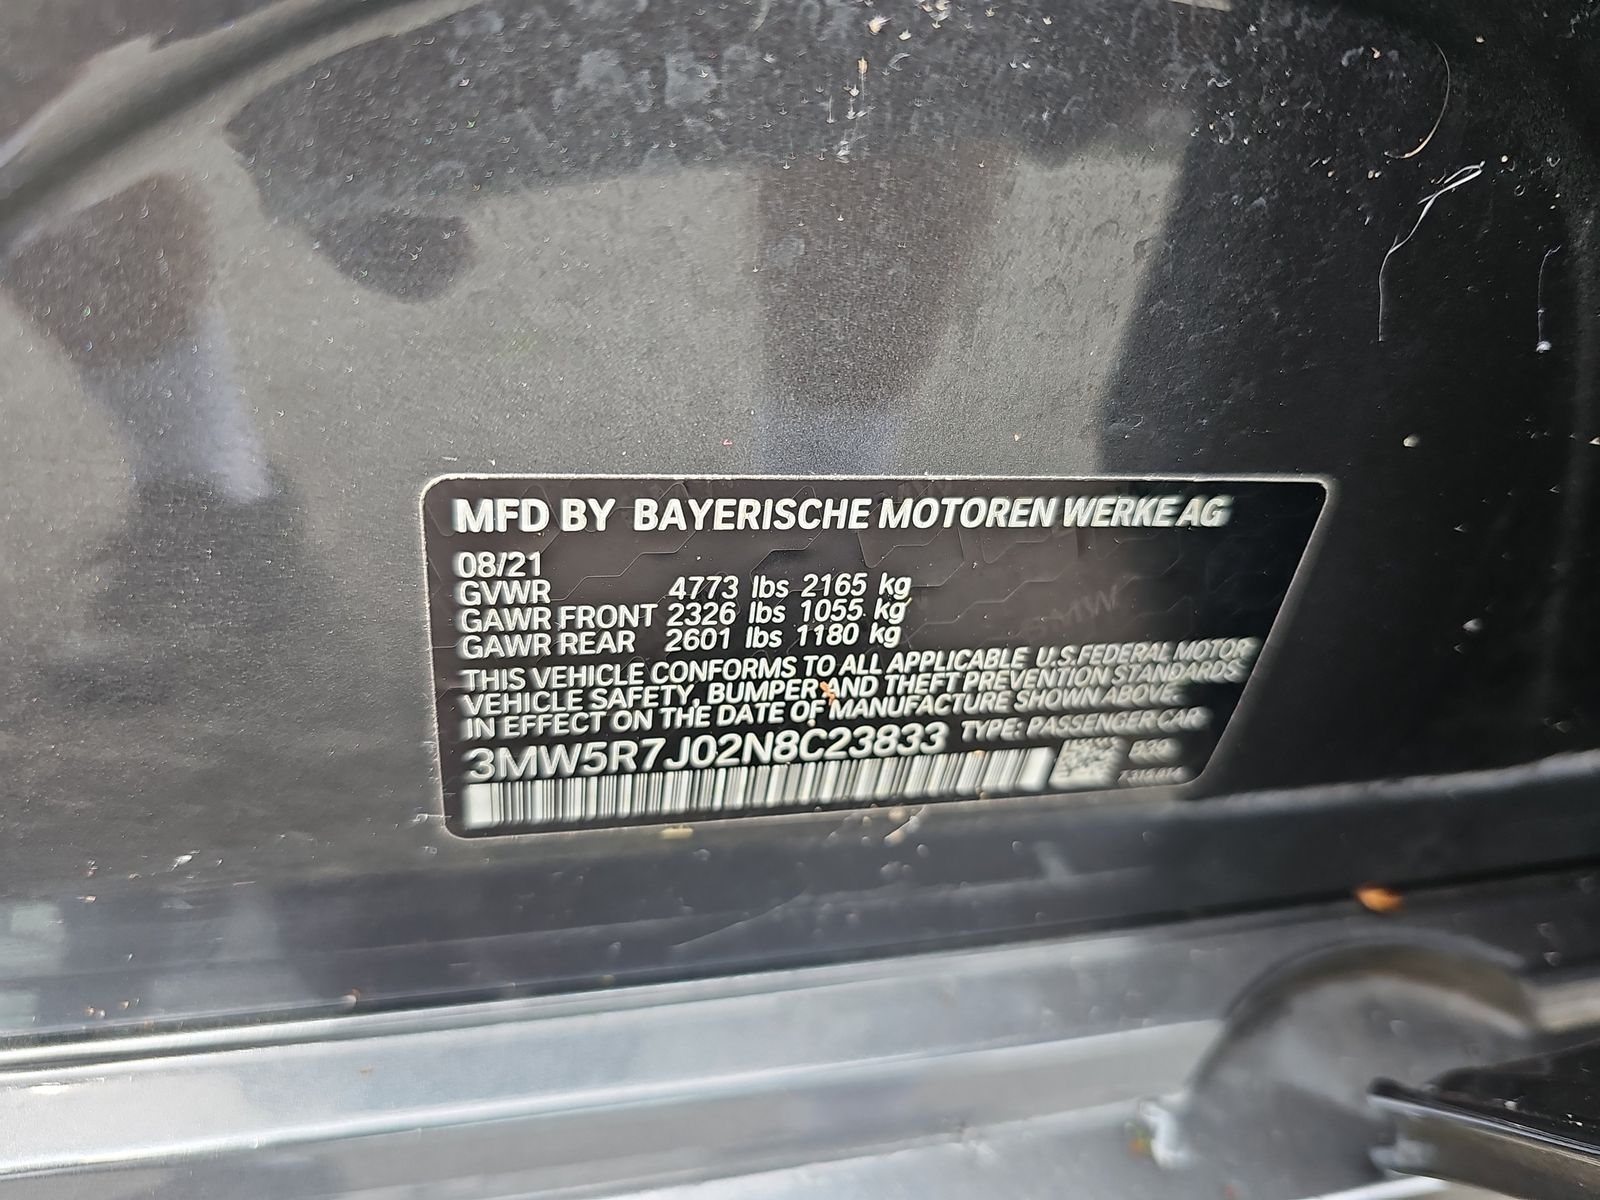 MFD BY BAYERISCHE MOTOREN WERKE AG
08/21
GVWR 4773 lbs 2165 kg
GAWR FRONT 2326 lbs 1055 kg
GAWR REAR 2601 lbs 1180 kg
THIS VEHICLE CONFORMS TO ALL APPLICABLE U.S. FEDERAL MOTOR
VEHICLE SAFETY, BUMPER AND THEFT PREVENTION STANDARDS
IN EFFECT ON THE DATE OF MANUFACTURE SHOWN ABOVE.
3MW5R7J02N8C23833 TYPE: PASSENGER CAR